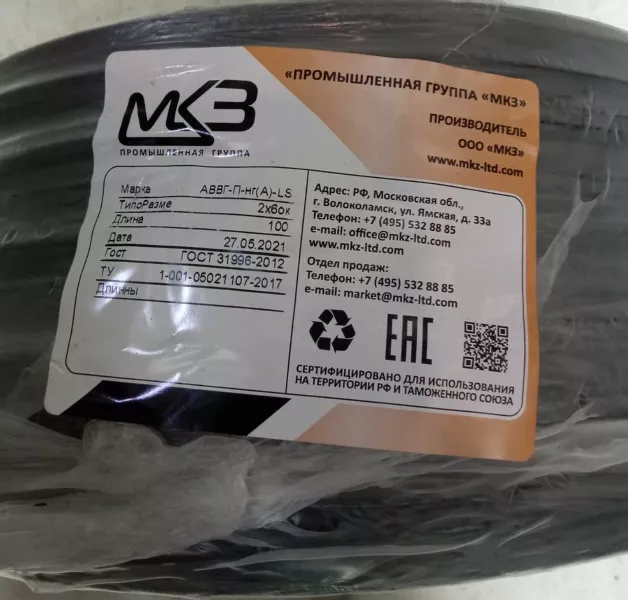 МКЗ
ПРОМЫШЛЕННАЯ ГРУППА
«ПРОМЫШЛЕННАЯ ГРУППА «МКЗ»
ПРОИЗВОДИТЕЛЬ
ООО «МКЗ»
www.mkz-ltd.com
Марка АВВГ-П-нг(А)-LS
ТипоРазме 2х6ок
Длина 100
Дата 27.05.2021
Гост ГОСТ 31996-2012
ТУ 1-001-05021107-2017
Длинны
Адрес: РФ, Московская обл.,
г. Волоколамск, ул. Ямская, д. 33а
Телефон: +7 (495) 532 88 85
e-mail: office@mkz-ltd.com
www.mkz-ltd.com
Отдел продаж:
Телефон: +7 (495) 532 88 85
e-mail: market@mkz-ltd.com
ЕАС
СЕРТИФИЦИРОВАНО ДЛЯ ИСПОЛЬЗОВАНИЯ
НА ТЕРРИТОРИИ РФ И ТАМОЖЕННОГО СОЮЗА